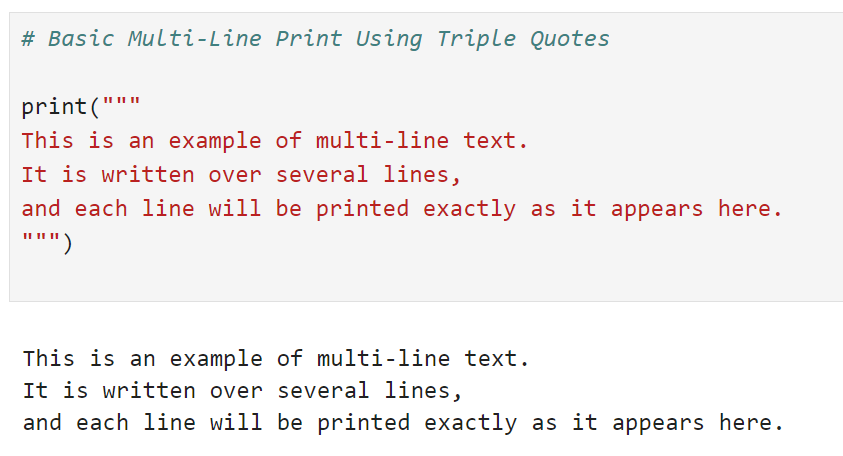 # Basic Multi-Line Print Using Triple Quotes
print("""
This is an example of multi-line text.
It is written over several lines,
and each line will be printed exactly as it appears here.
""")
This is an example of multi-line text.
It is written over several lines,
and each line will be printed exactly as it appears here.